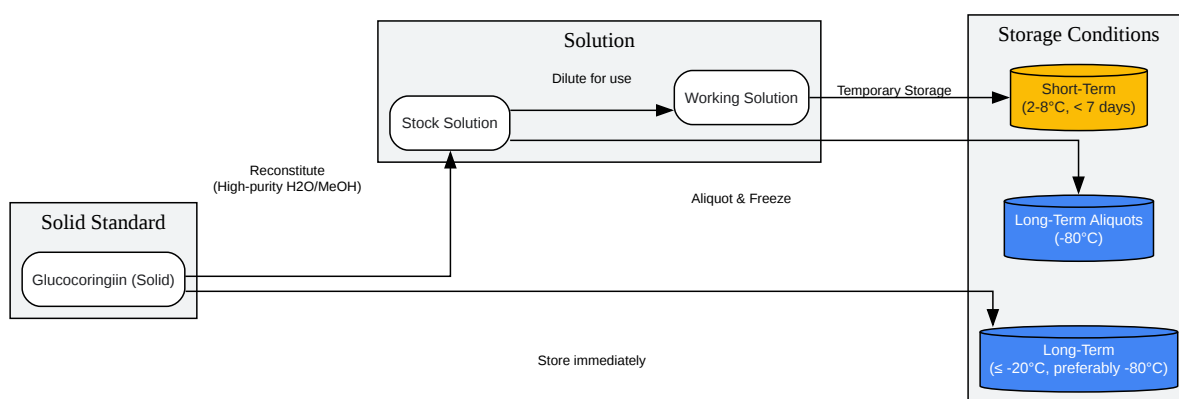 Solution
Storage Conditions
Dilute for use
Working Solution
Temporary Storage
Short-Term
(2-8°C, < 7 days)
Stock Solution
Reconstitute
(High-purity H2O/MeOH)
Aliquot & Freeze
Long-Term Aliquots
(-80°C)
Solid Standard
Glucocoringiin (Solid)
Store immediately
Long-Term
(≤ -20°C, preferably -80°C)